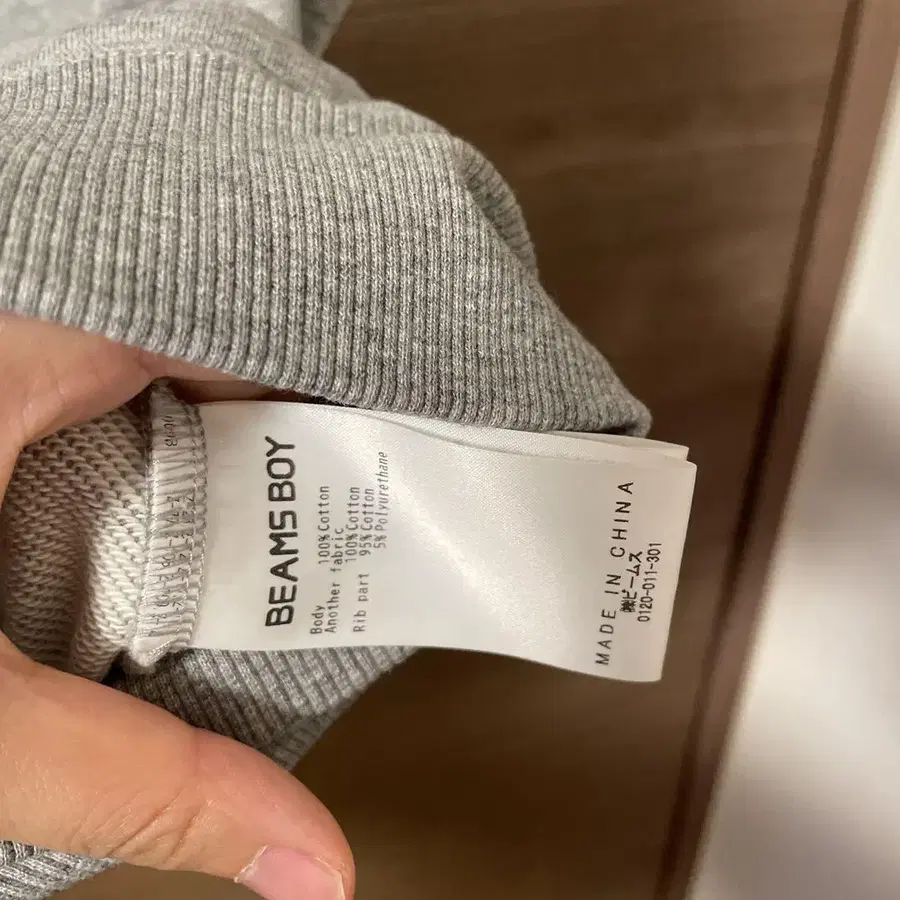 BEAMS BOY
Body 100% Cotton
Another fabric
100% Cotton
Rib part 95% Cotton
5% Polyurethane
MADE IN CHINA
㈱ビームス
0120-011-301